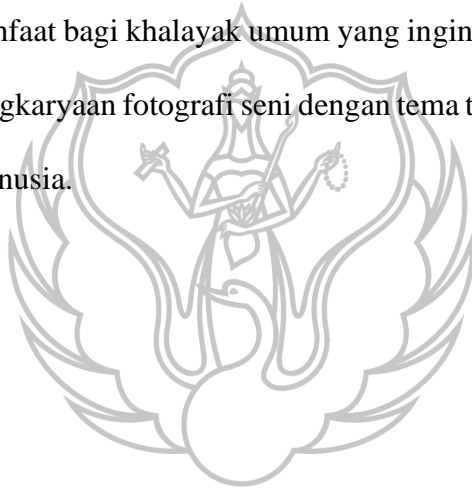 nfaat bagi khalayak umum yang ingin
gkaryaan fotografi seni dengan tema t
nusia.